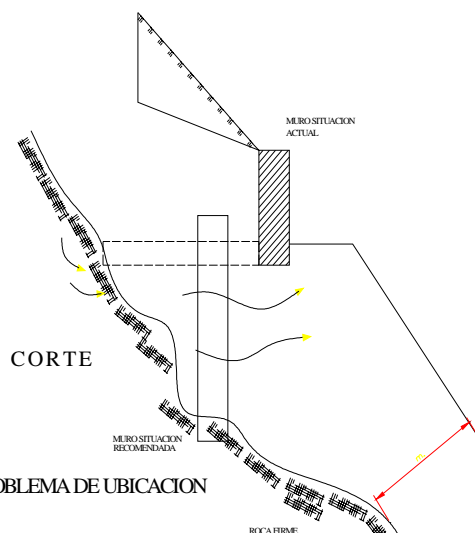 MURO SITUACION
ACTUAL
CORTE
MURO SITUACION
RECOMENDADA
OBLEMA DE UBICACION
ROCA FIRME